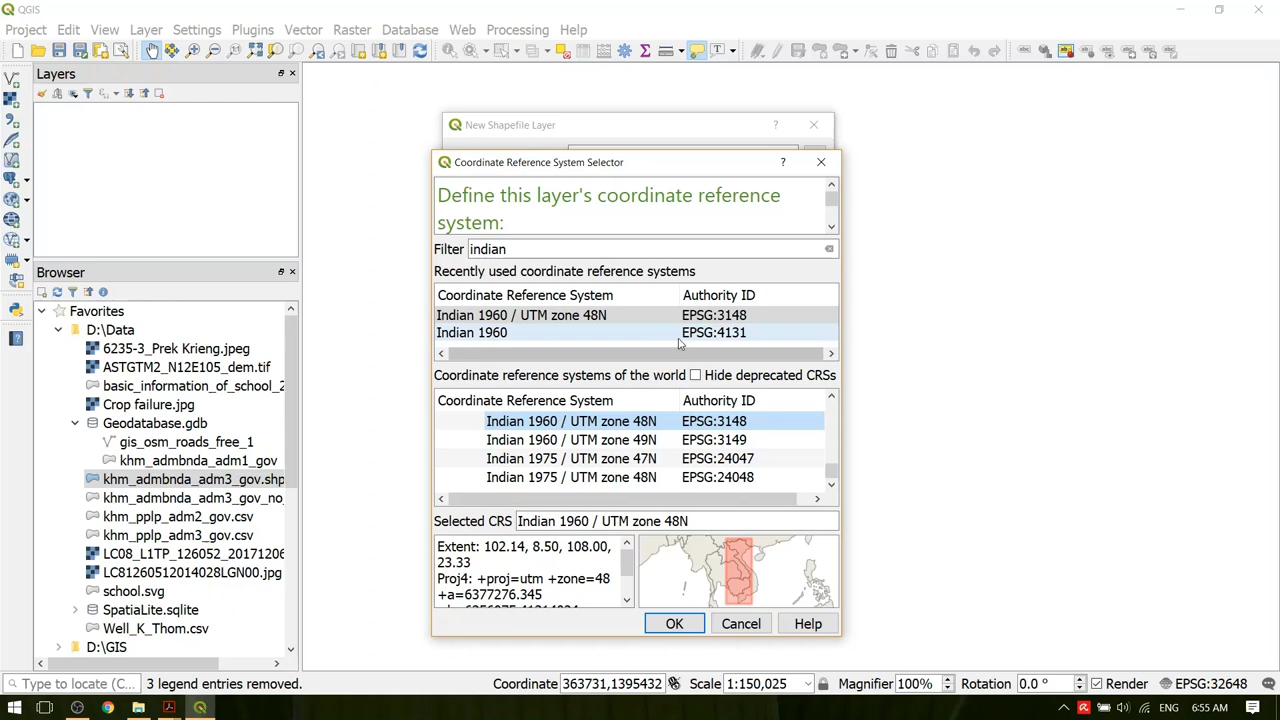 QGIS
Project Edit View Layer Settings Plugins Vector Raster Database Web Processing Help
Layers
Browser
Favorites
D:\Data
6235-3_Prek Krieng.jpeg
ASTGTM2_N12E105_dem.tif
basic_information_of_school_2
Crop failure.jpg
Geodatabase.gdb
gis_osm_roads_free_1
khm_admbnda_adm1_gov
khm_admbnda_adm3_gov.shp
khm_admbnda_adm3_gov_no
khm_pplp_adm2_gov.csv
khm_pplp_adm3_gov.csv
LC08_L1TP_126052_20171206
LC81260512014028LGN00.jpg
school.svg
SpatiaLite.sqlite
Well_K_Thom.csv
D:\GIS
New Shapefile Layer ?
Coordinate Reference System Selector ?
Define this layer's coordinate reference
system:
Filter indian
Recently used coordinate reference systems
Coordinate Reference System Authority ID
Indian 1960 / UTM zone 48N EPSG:3148
Indian 1960 EPSG:4131
Coordinate reference systems of the world Hide deprecated CRSs
Coordinate Reference System Authority ID
Indian 1960 / UTM zone 48N EPSG:3148
Indian 1960 / UTM zone 49N EPSG:3149
Indian 1975 / UTM zone 47N EPSG:24047
Indian 1975 / UTM zone 48N EPSG:24048
Selected CRS Indian 1960 / UTM zone 48N
Extent: 102.14, 8.50, 108.00,
23.33
Proj4: +proj=utm +zone=48
+a=6377276.345
OK Cancel Help
Type to locate (C... 3 legend entries removed. Coordinate 363731,1395432 Scale 1:150,025 Magnifier 100% Rotation 0.0 ° Render EPSG:32648
ENG 6:55 AM